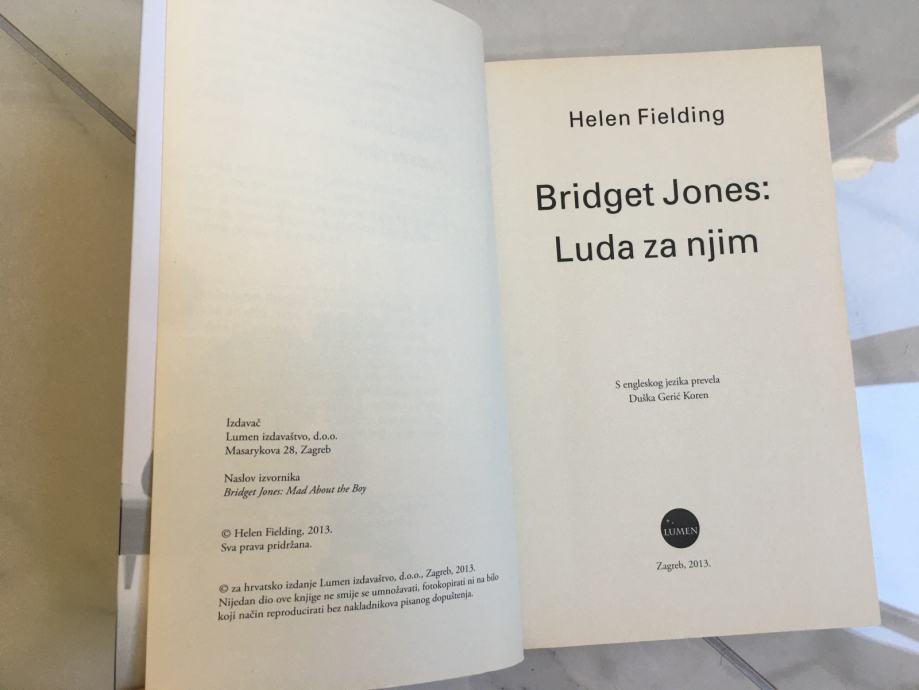 Izdavač
Lumen izdavaštvo, d.o.o.
Masarykova 28, Zagreb
Naslov izvornika
Bridget Jones: Mad About the Boy
© Helen Fielding, 2013.
Sva prava pridržana.
© za hrvatsko izdanje Lumen izdavaštvo, d.o.o., Zagreb, 2013.
Nijedan dio ove knjige ne smije se umnožavati, fotokopirati ni na bilo
koji način reproducirati bez nakladnikova pisanog dopuštenja.
Helen Fielding
Bridget Jones:
Luda za njim
S engleskog jezika prevela
Duška Gerić Koren
LUMEN
Zagreb, 2013.